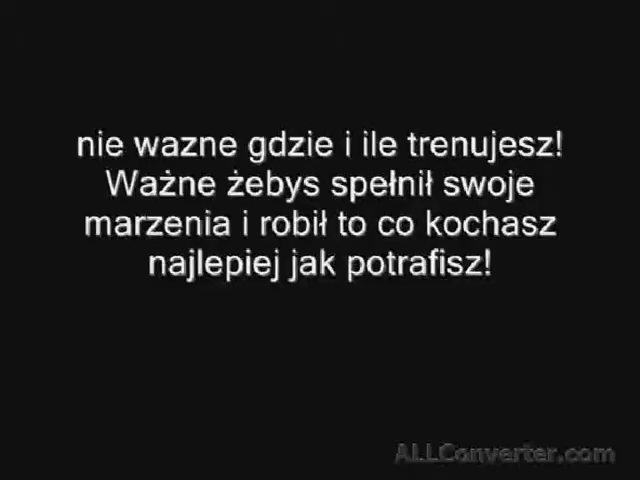 nie wazne gdzie i ile trenujesz!
Ważne żebys spełnił swoje
marzenia i robił to co kochasz
najlepiej jak potrafisz!
ALLConverter.com